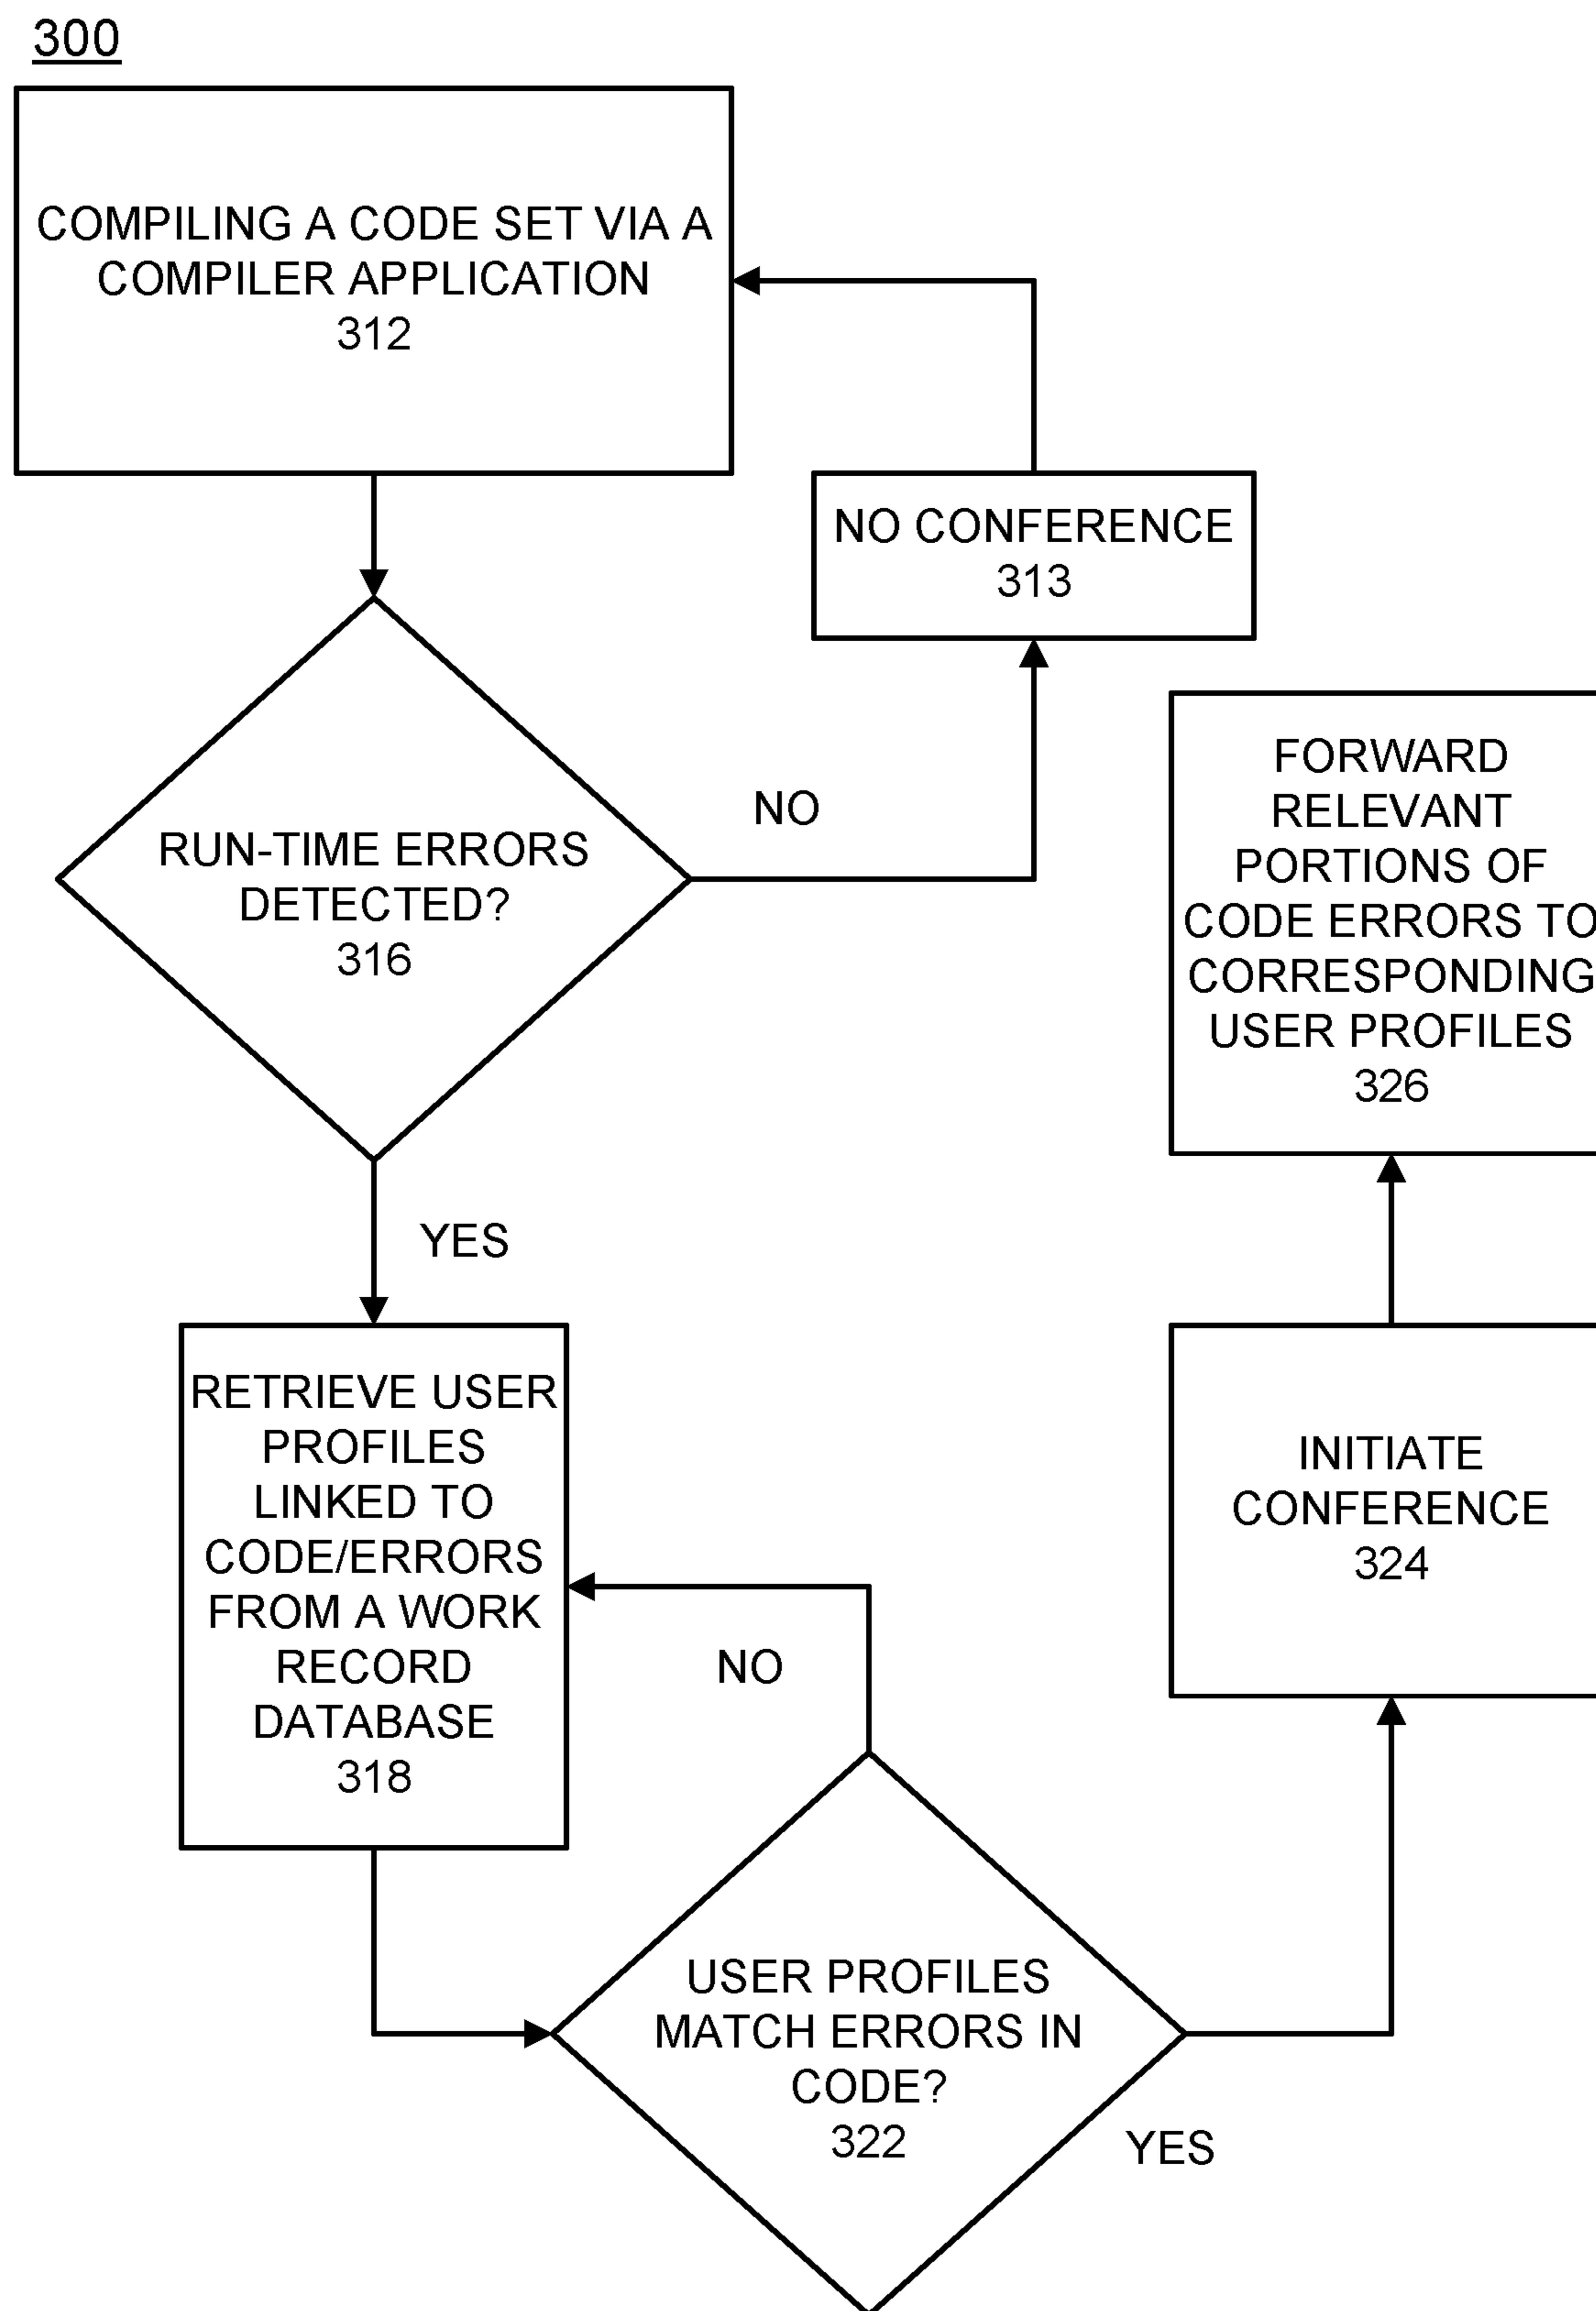 300
COMPILING A CODE SET VIA A
COMPILER APPLICATION
312
NO CONFERENCE
313
RUN-TIME ERRORS
DETECTED?
316
NO
YES
FORWARD
RELEVANT
PORTIONS OF
CODE ERRORS TO
CORRESPONDING
USER PROFILES
326
RETRIEVE USER
PROFILES
LINKED TO
CODE/ERRORS
FROM A WORK
RECORD
DATABASE
318
NO
INITIATE
CONFERENCE
324
USER PROFILES
MATCH ERRORS IN
CODE?
322
YES